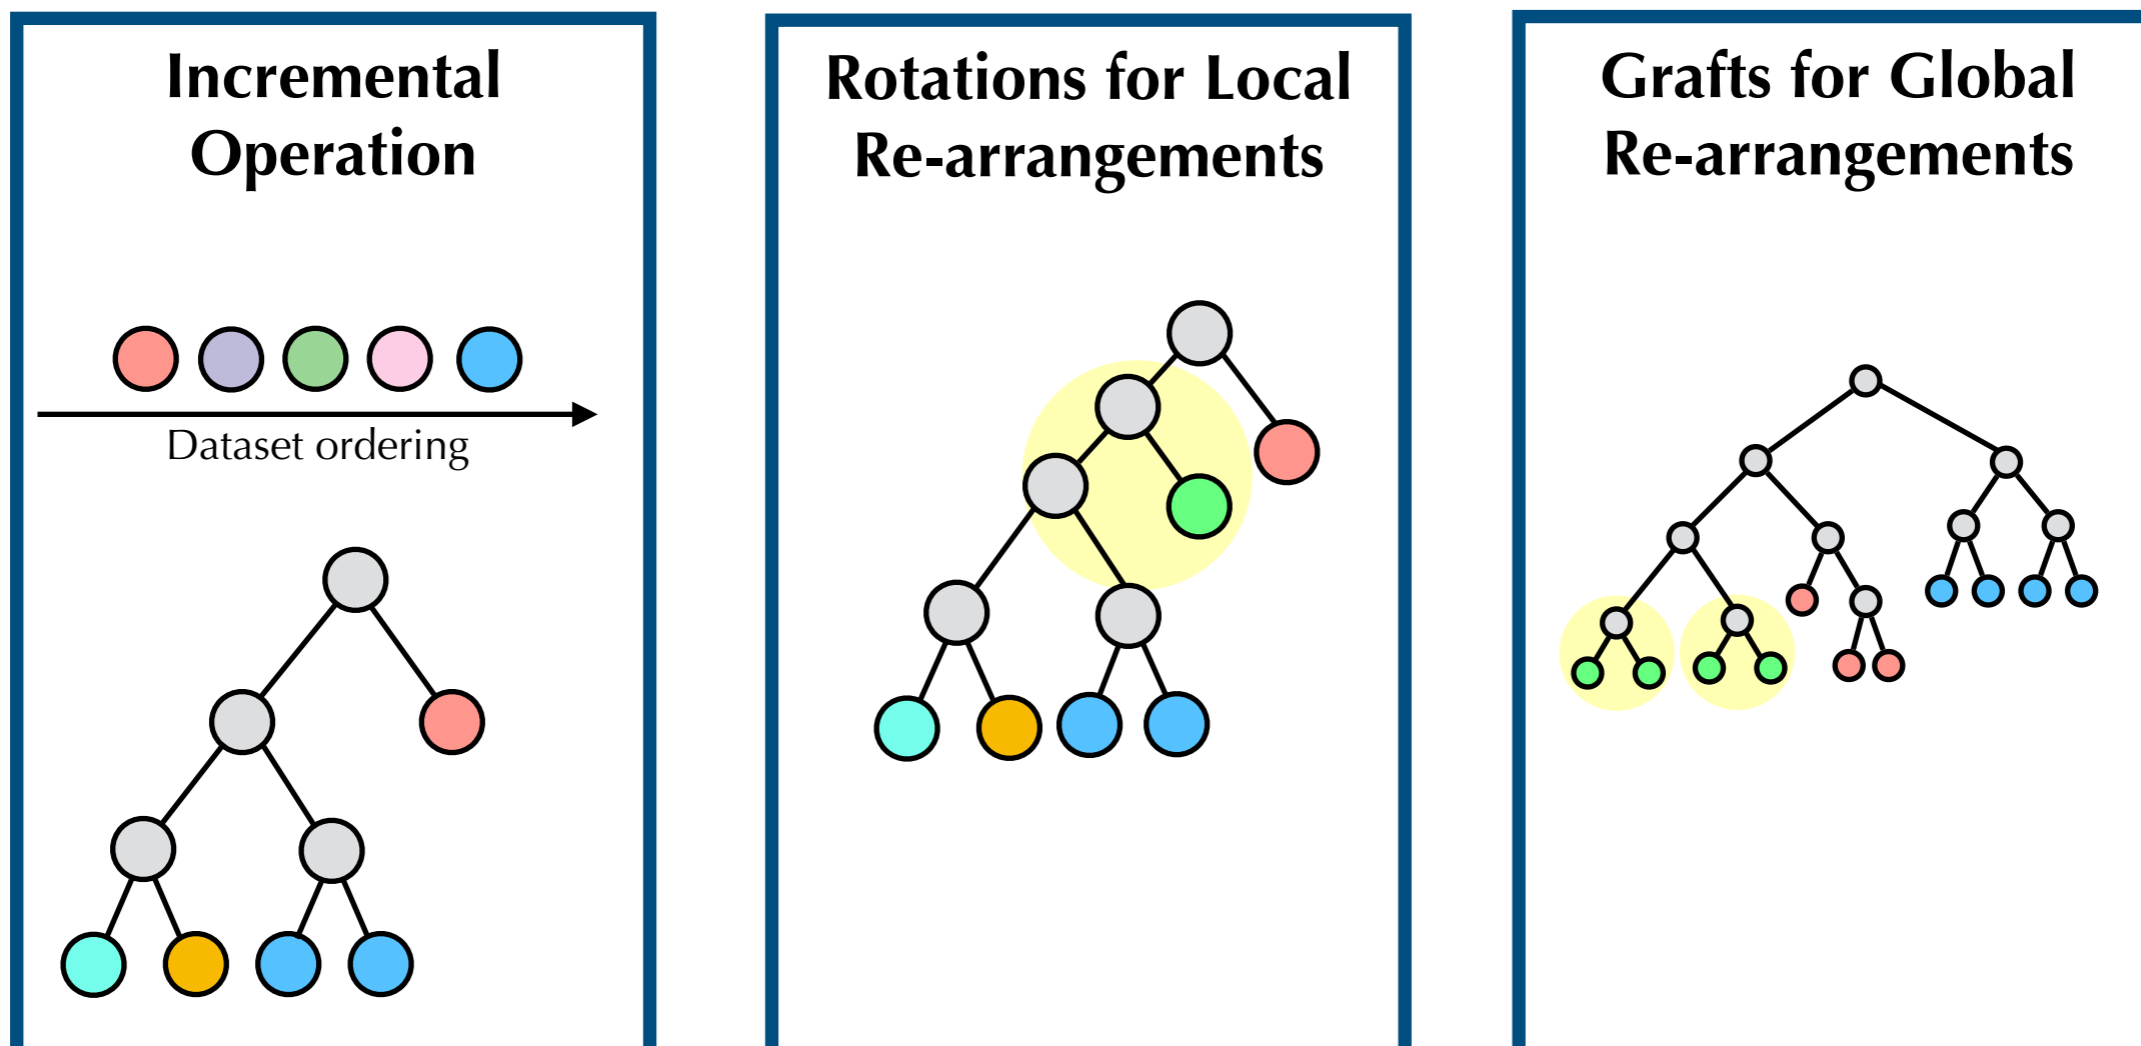 Incremental
Operation
Dataset ordering
Rotations for Local
Re-arrangements
Grafts for Global
Re-arrangements